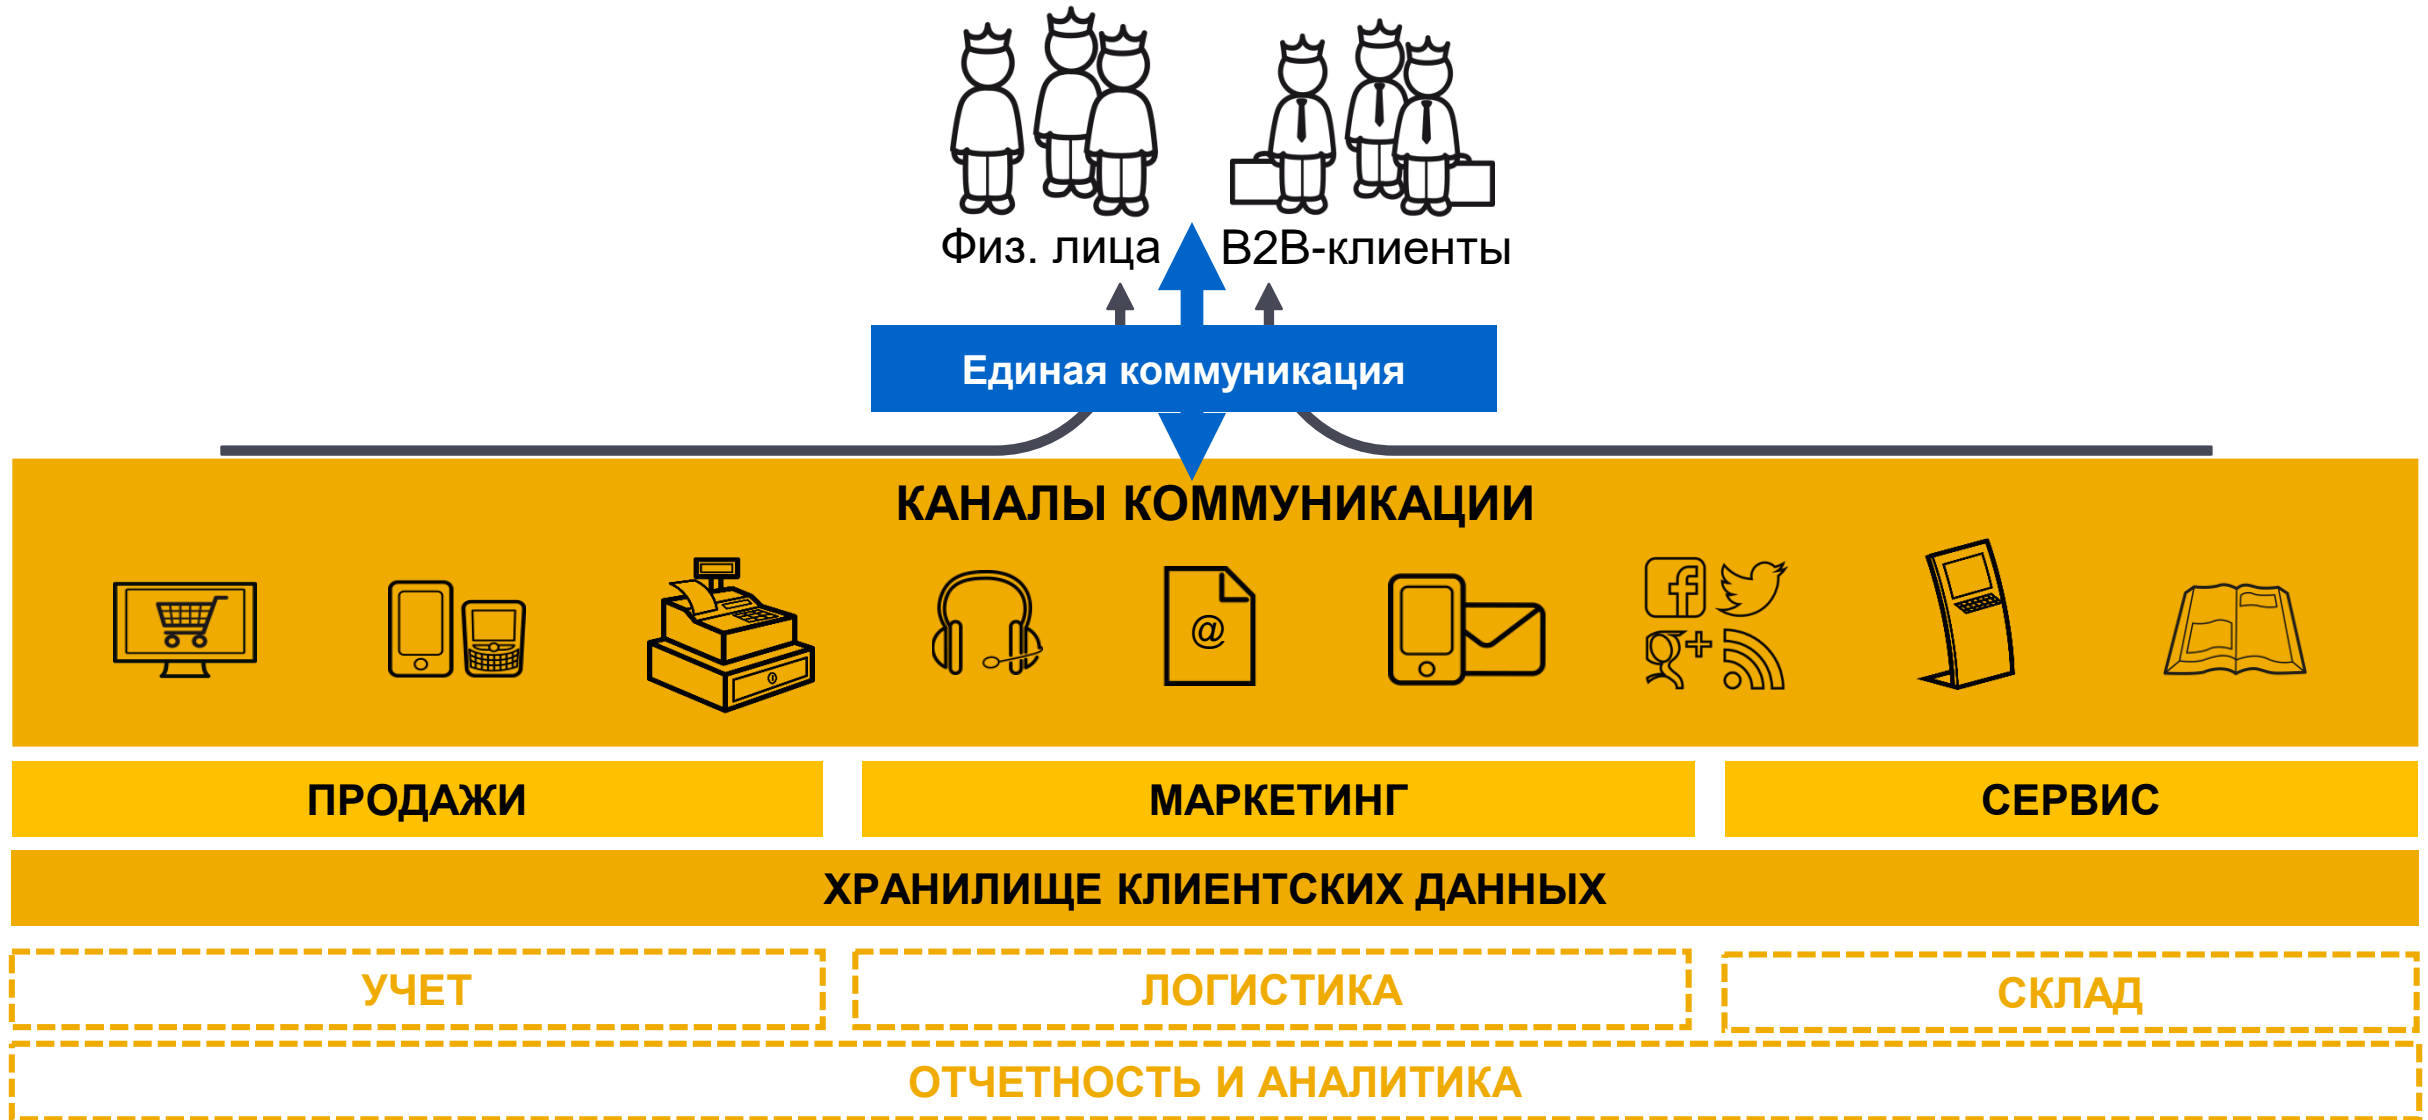 Физ. лица
B2B-клиенты
Единая коммуникация
КАНАЛЫ КОММУНИКАЦИИ
@
ПРОДАЖИ
МАРКЕТИНГ
СЕРВИС
ХРАНИЛИЩЕ КЛИЕНТСКИХ ДАННЫХ
УЧЕТ
ЛОГИСТИКА
СКЛАД
ОТЧЕТНОСТЬ И АНАЛИТИКА